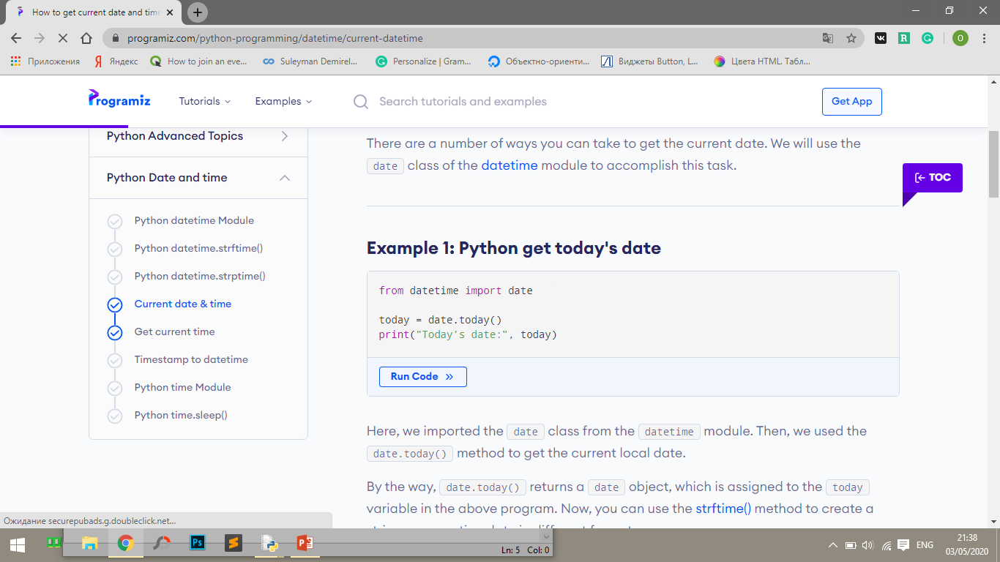 How to get current date and time
programiz.com/python-programming/datetime/current-datetime
Приложения
Яндекс
How to join an eve...
Suleyman Demirel...
Personalize | Gram...
Объектно-ориенти...
Виджеты Button, L...
Цвета HTML. Табл...
Programiz
Tutorials
Examples
Search tutorials and examples
Get App
Python Advanced Topics
Python Date and time
Python datetime Module
Python datetime.strftime()
Python datetime.strptime()
Current date & time
Get current time
Timestamp to datetime
Python time Module
Python time.sleep()
There are a number of ways you can take to get the current date. We will use the
date class of the datetime module to accomplish this task.
TOC
Example 1: Python get today's date
from datetime import date
today = date.today()
print("Today's date:", today)
Run Code »
Here, we imported the date class from the datetime module. Then, we used the
date.today() method to get the current local date.
By the way, date.today() returns a date object, which is assigned to the today
variable in the above program. Now, you can use the strftime() method to create a
Ожидание securepubads.g.doubleclick.net...
Ln: 5 Col: 0
ENG
21:38
03/05/2020